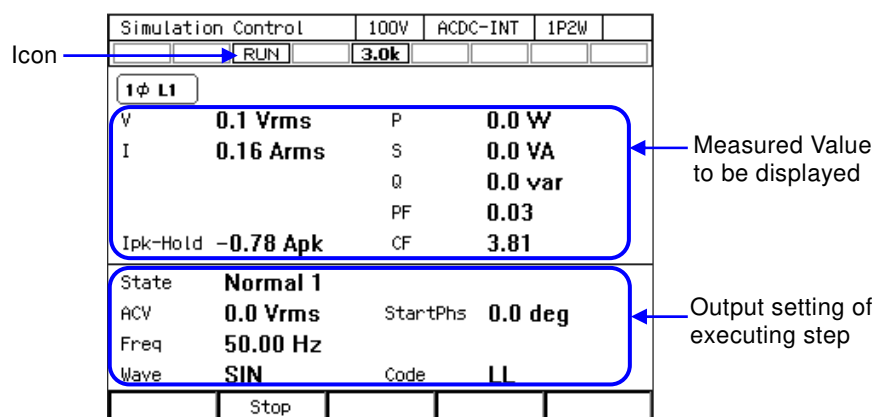 Simulation Control 100V ACDC-INT 1P2W
Icon RUN 3.0k
1ϕ L1
V 0.1 Vrms P 0.0 W
I 0.16 Arms S 0.0 VA
Q 0.0 var
PF 0.03
Ipk-Hold -0.78 Apk CF 3.81
Measured Value
to be displayed
State Normal 1
ACV 0.0 Vrms StartPhs 0.0 deg
Freq 50.00 Hz
Wave SIN Code LL
Output setting of
executing step
Stop